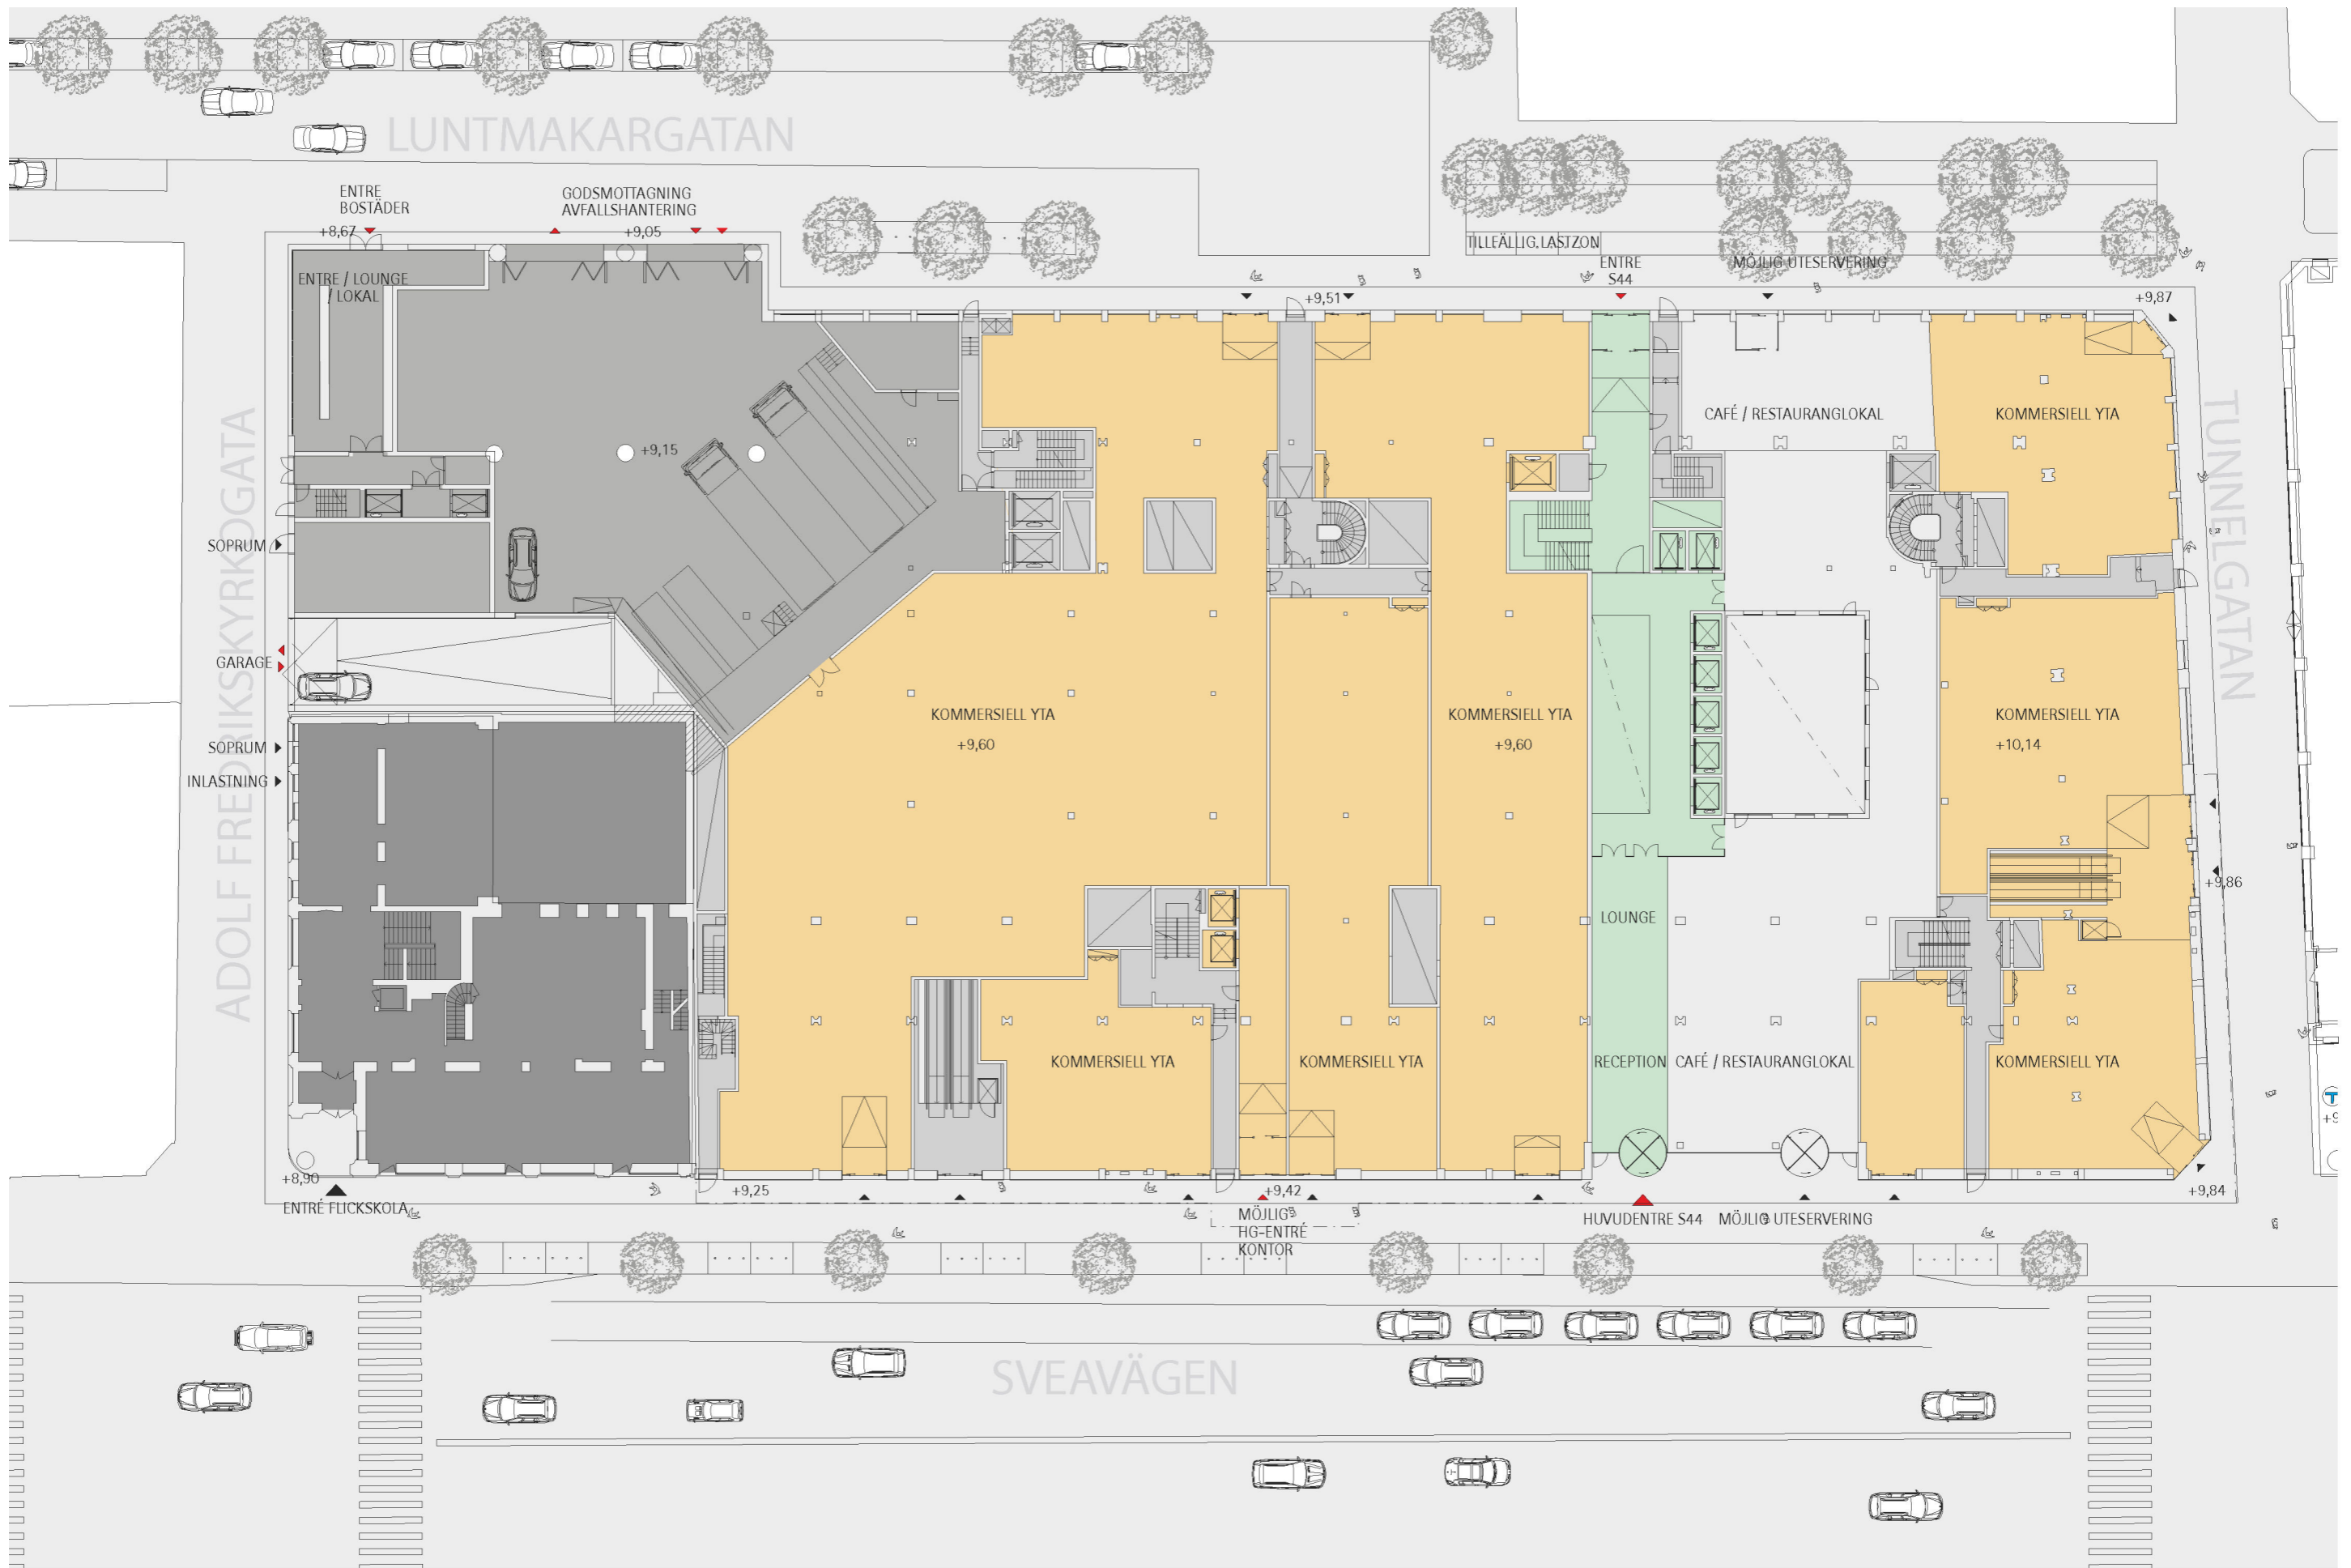 LUNTMAKARGATAN
ENTRE
BOSTÄDER
+8,67
GODSMOTTAGNING
AVFALLSHANTERING
+9,05
TILLFÄLLIG.LASTZON
ENTRE
S44
MÖJLIG UTESERVERING
+9,51
+9,87
ENTRE / LOUNGE
/ LOKAL
CAFÉ / RESTAURANGLOKAL
KOMMERSIELL YTA
+9,15
TUNNELGATAN
ADOLF FREDRIKSKYRKOGATA
SOPRUM
GARAGE
SOPRUM
INLASTNING
KOMMERSIELL YTA
+9,60
KOMMERSIELL YTA
+9,60
KOMMERSIELL YTA
+10,14
+9,86
LOUNGE
KOMMERSIELL YTA
KOMMERSIELL YTA
RECEPTION
CAFÉ / RESTAURANGLOKAL
KOMMERSIELL YTA
T
+9
+8,90
ENTRÉ FLICKSKOLA
+9,25
+9,42
MÖJLIG
HG-ENTRÉ
KONTOR
HUVUDENTRE S44
MÖJLIG UTESERVERING
+9,84
SVEAVÄGEN